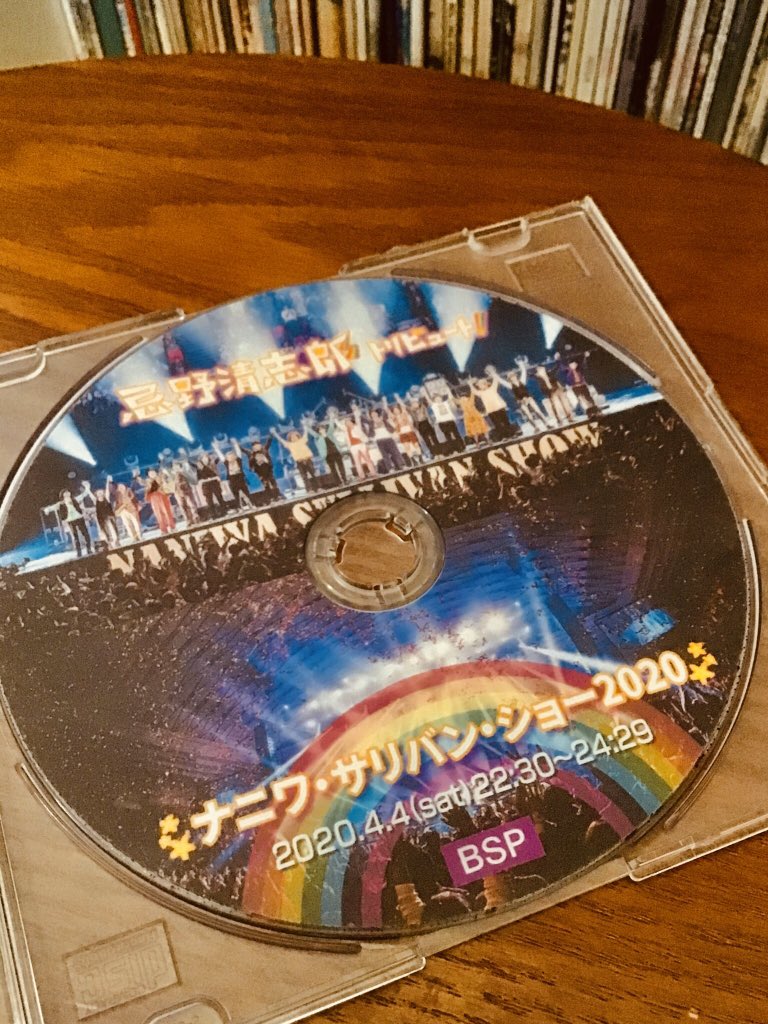 忌野清志郎 トリビュート!!
NANIWA SULLIVAN SHOW
ナニワ・サリバン・ショー2020
2020.4.4(sat)22:30~24:29
BSP
disc